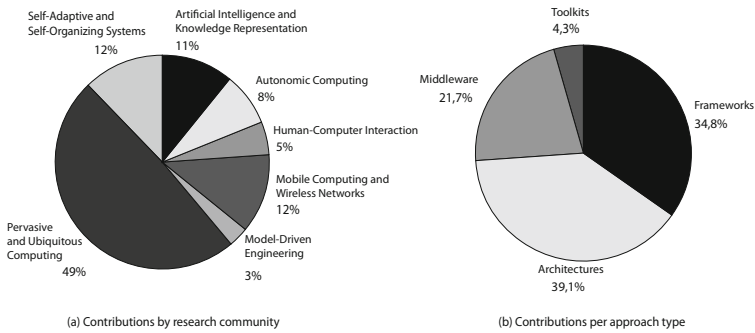 Self-Adaptive and
Self-Organizing Systems
12%
Artificial Intelligence and
Knowledge Representation
11%
Autonomic Computing
8%
Human-Computer Interaction
5%
Mobile Computing and
Wireless Networks
12%
Model-Driven
Engineering
3%
Pervasive
and Ubiquitous
Computing
49%
(a) Contributions by research community
Toolkits
4,3%
Middleware
21,7%
Frameworks
34,8%
Architectures
39,1%
(b) Contributions per approach type